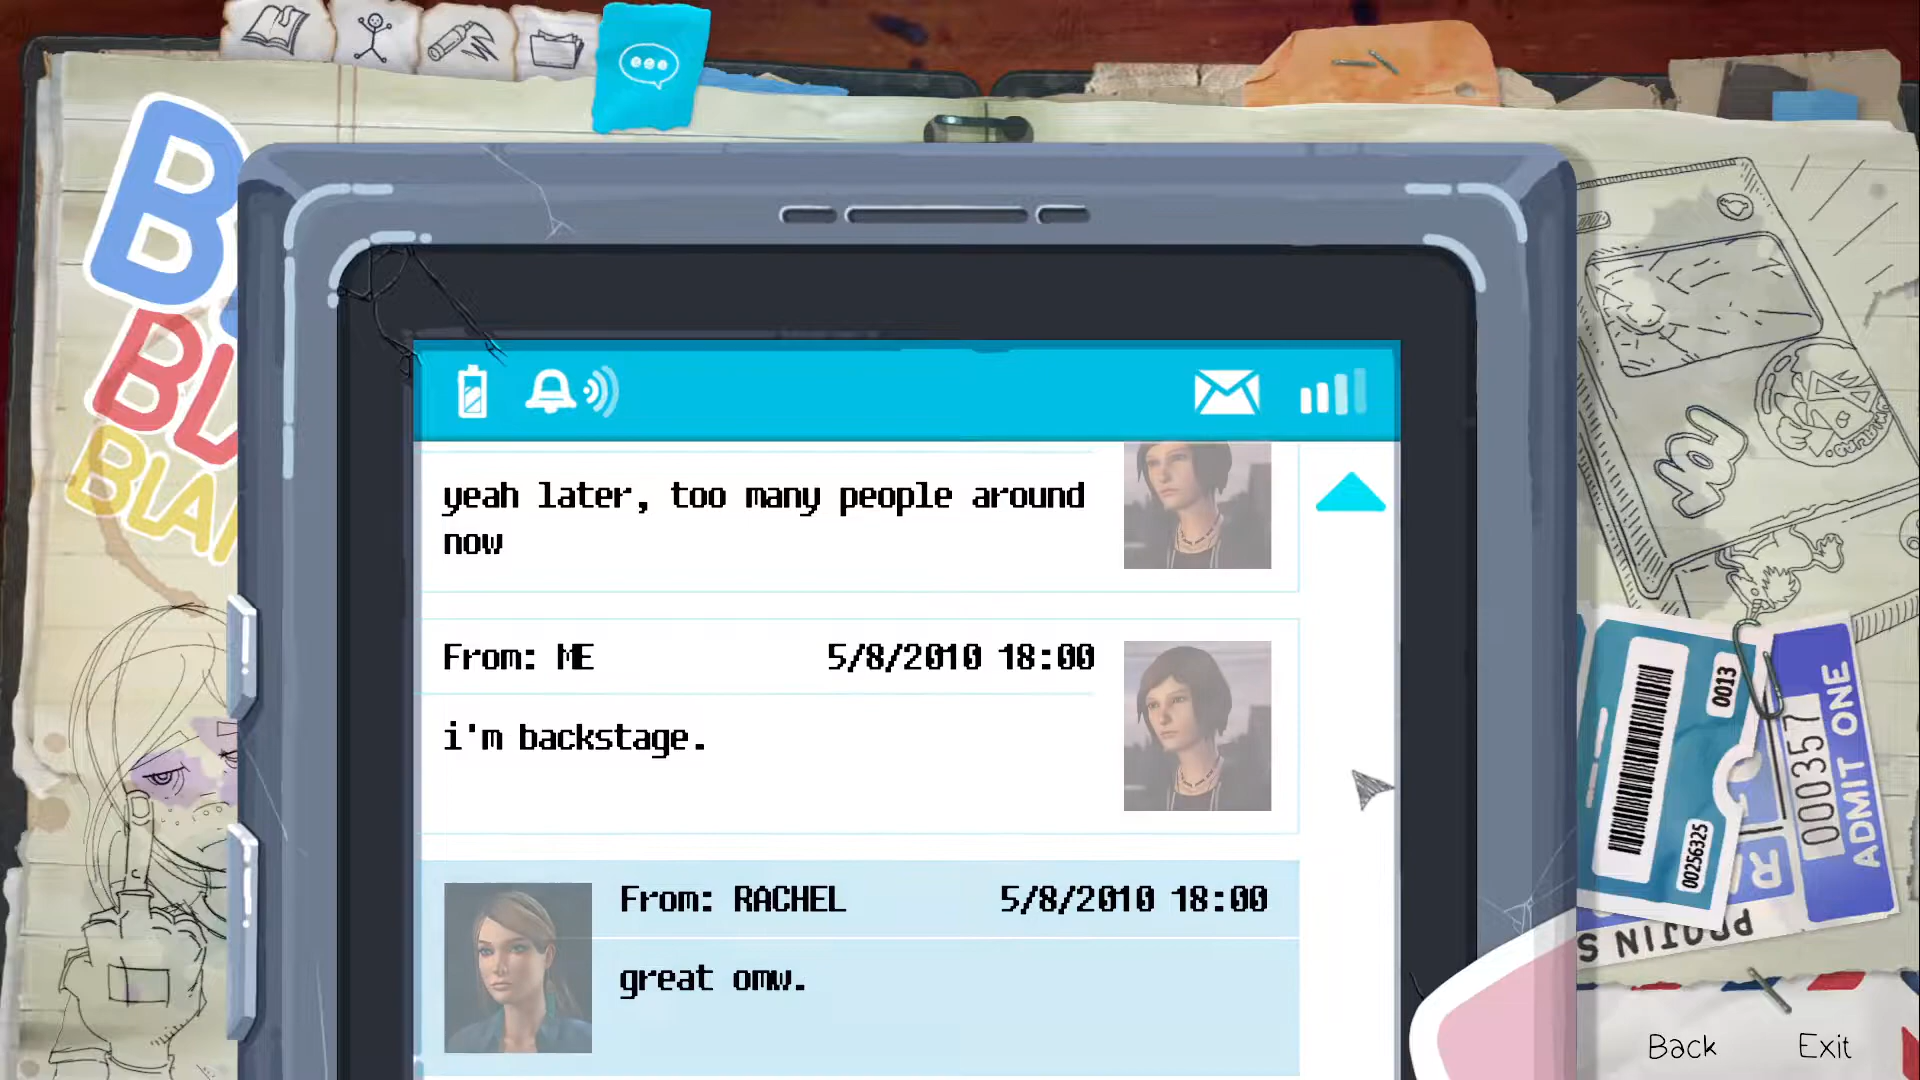 yeah later, too many people around
now
From: ME 5/8/2010 18:00
i'm backstage.
From: RACHEL 5/8/2010 18:00
great omw.
0013
00256325
000357
ADMIT ONE
Back
Exit